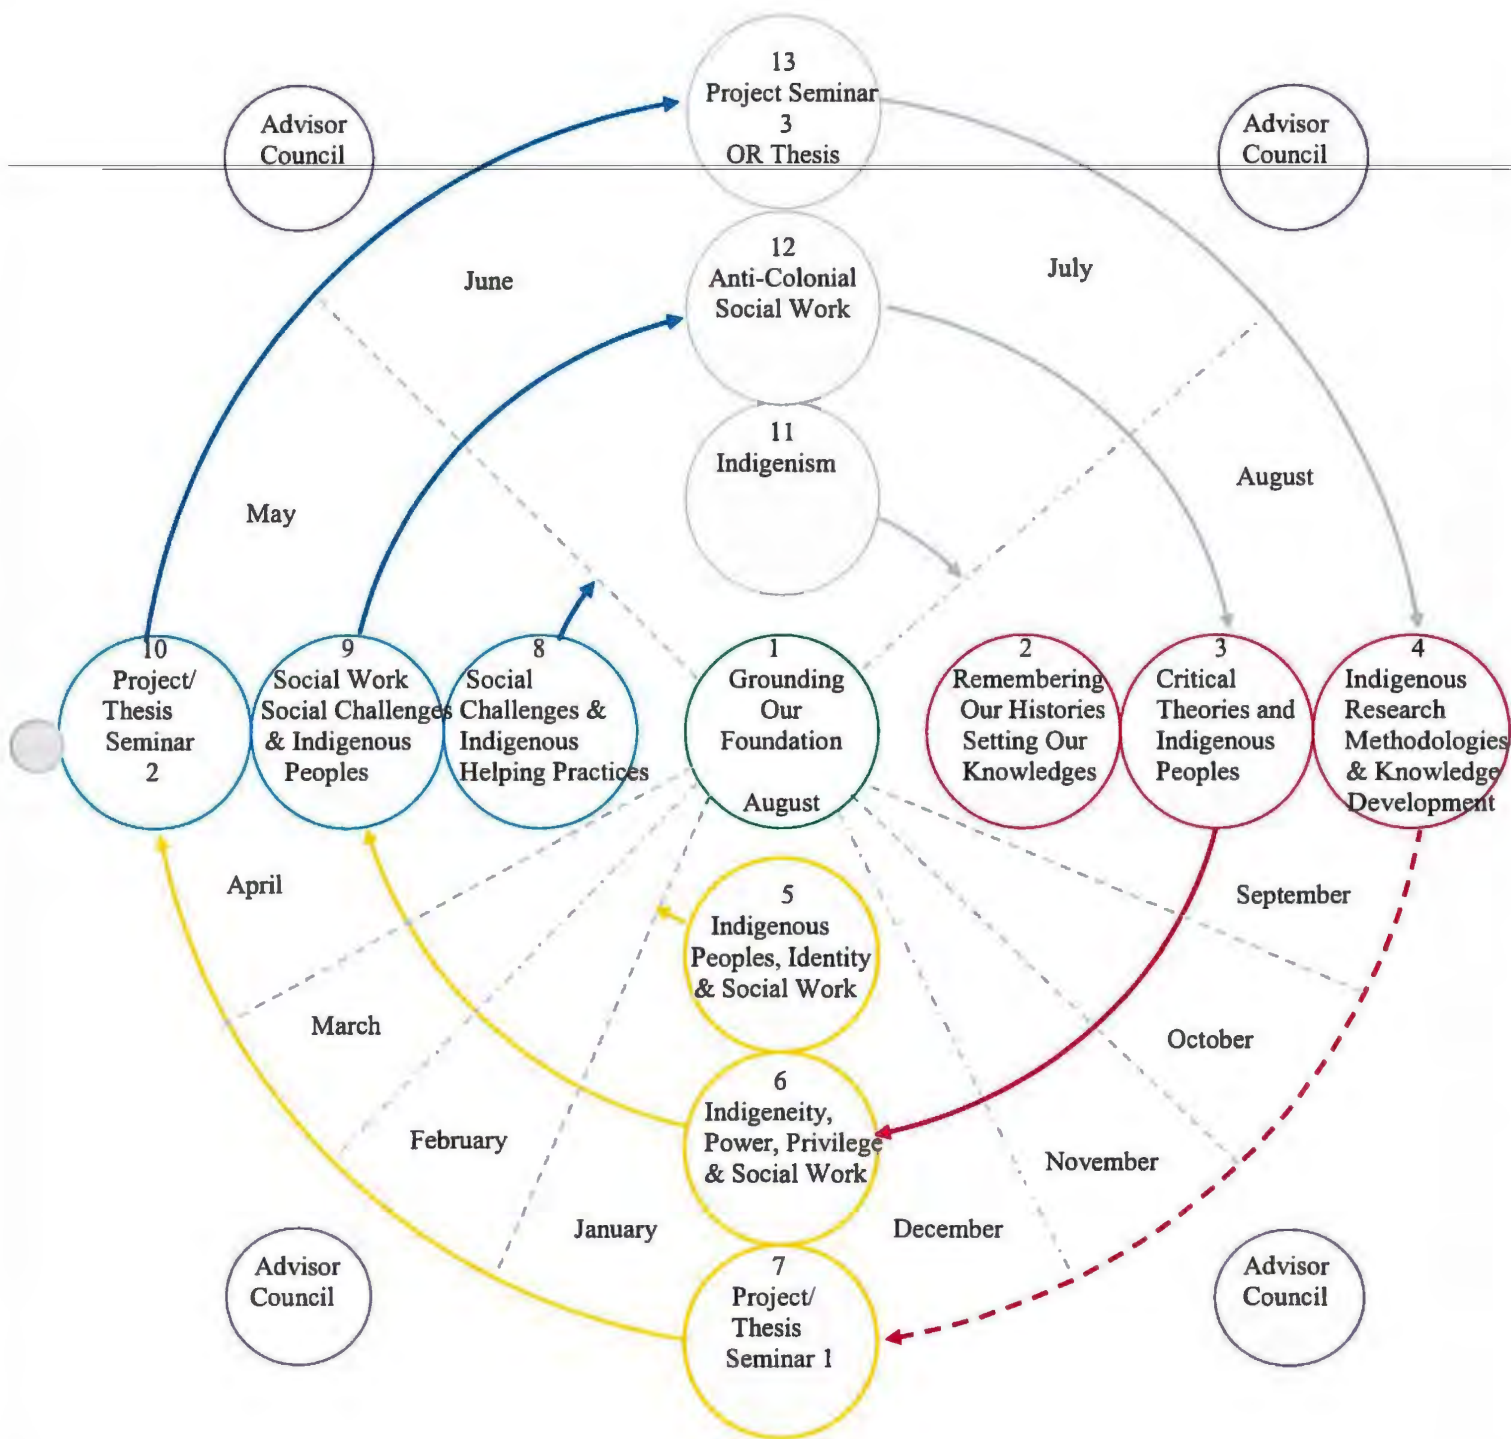 13
Project Seminar
3
OR Thesis
Advisor
Council
Advisor
Council
12
Anti-Colonial
Social Work
June
July
11
Indigenism
May
August
10
Project/
Thesis
Seminar
2
9
Social Work
Social Challenges
& Indigenous
Peoples
8
Social
Challenges &
Indigenous
Helping Practices
1
Grounding
Our
Foundation
August
2
Remembering
Our Histories
Setting Our
Knowledges
3
Critical
Theories and
Indigenous
Peoples
4
Indigenous
Research
Methodologies
& Knowledge
Development
April
September
5
Indigenous
Peoples, Identity
& Social Work
March
October
6
Indigeneity,
Power, Privilege
& Social Work
February
November
January
December
7
Project/
Thesis
Seminar 1
Advisor
Council
Advisor
Council